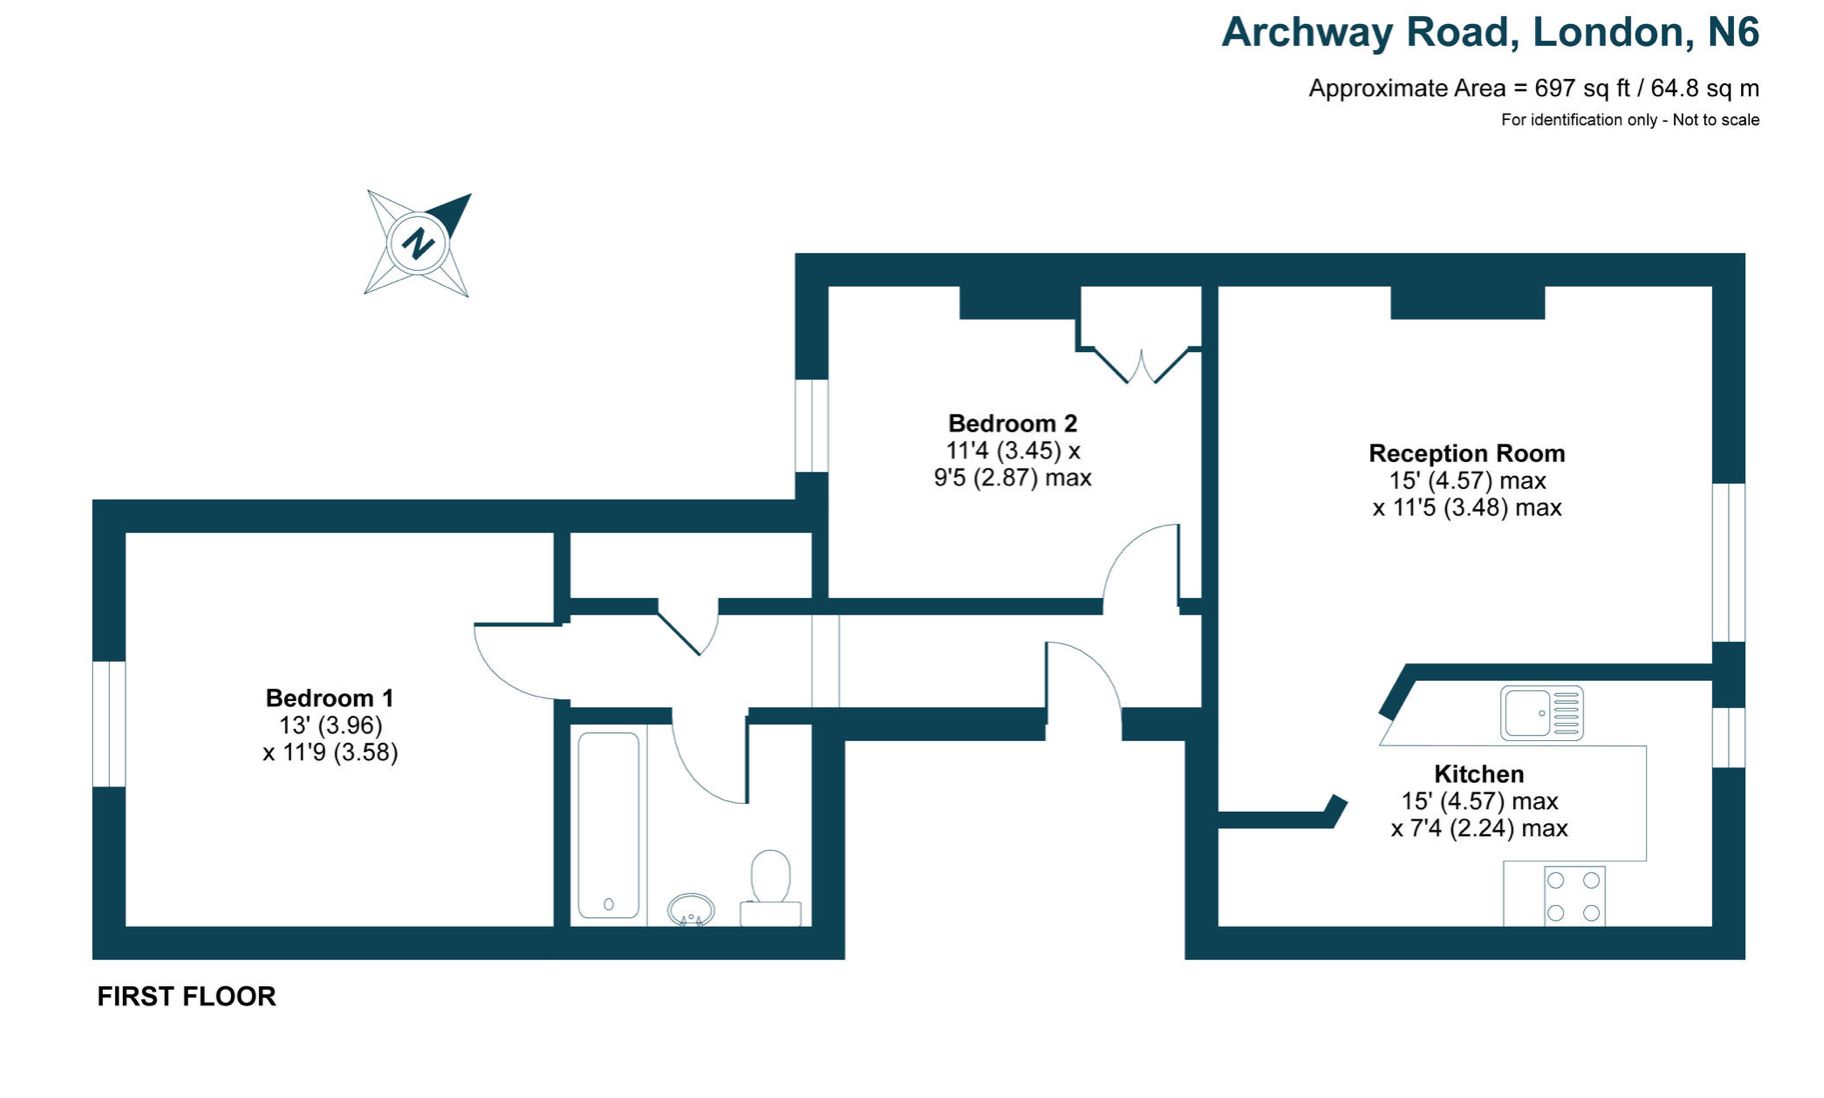 Archway Road, London, N6
Approximate Area = 697 sq ft / 64.8 sq m
For identification only - Not to scale
N
Bedroom 2
11'4 (3.45) x
9'5 (2.87) max
Reception Room
15' (4.57) max
x 11'5 (3.48) max
Bedroom 1
13' (3.96)
x 11'9 (3.58)
Kitchen
15' (4.57) max
x 7'4 (2.24) max
FIRST FLOOR